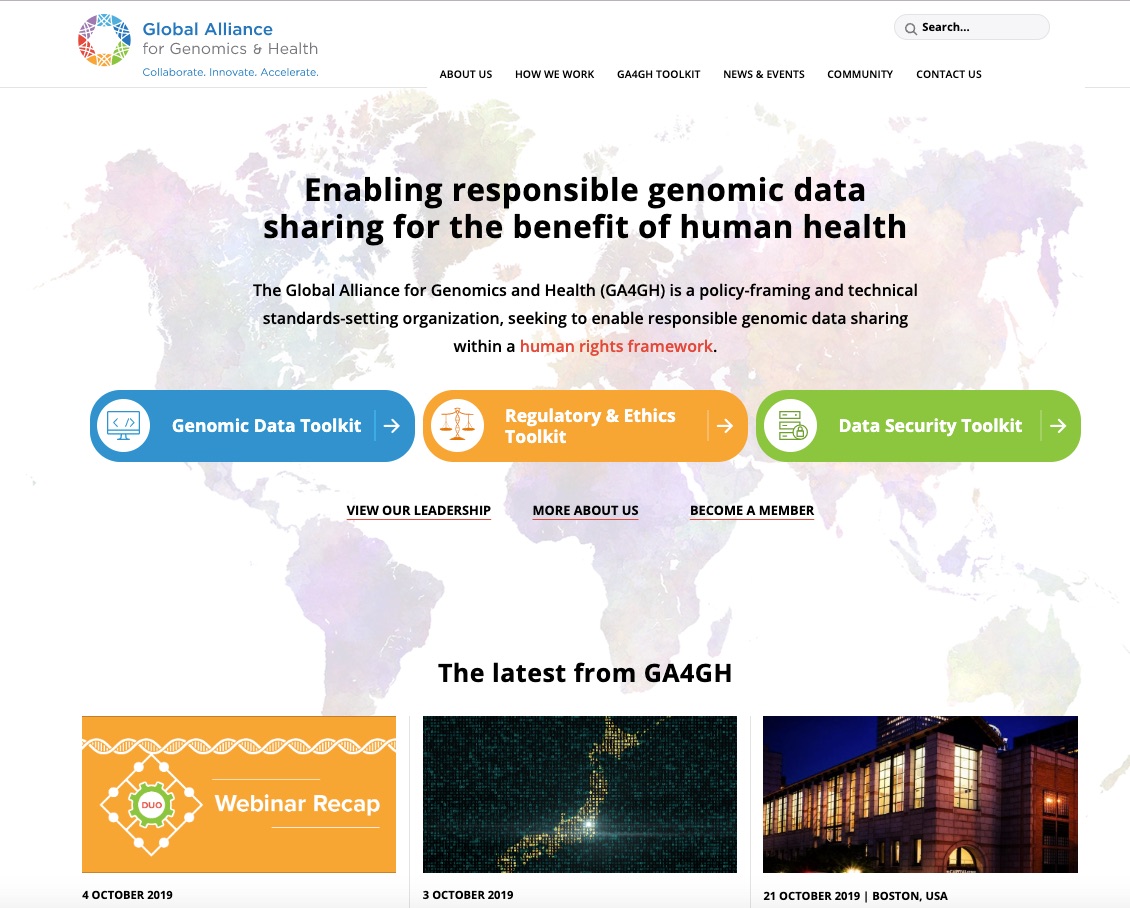 Global Alliance
for Genomics & Health
Collaborate. Innovate. Accelerate.
Search...
ABOUT US HOW WE WORK GA4GH TOOLKIT NEWS & EVENTS COMMUNITY CONTACT US
Enabling responsible genomic data
sharing for the benefit of human health
The Global Alliance for Genomics and Health (GA4GH) is a policy-framing and technical
standards-setting organization, seeking to enable responsible genomic data sharing
within a human rights framework.
Genomic Data Toolkit
Regulatory & Ethics
Toolkit
Data Security Toolkit
VIEW OUR LEADERSHIP MORE ABOUT US BECOME A MEMBER
The latest from GA4GH
DUO
Webinar Recap
4 OCTOBER 2019
3 OCTOBER 2019
21 OCTOBER 2019 | BOSTON, USA